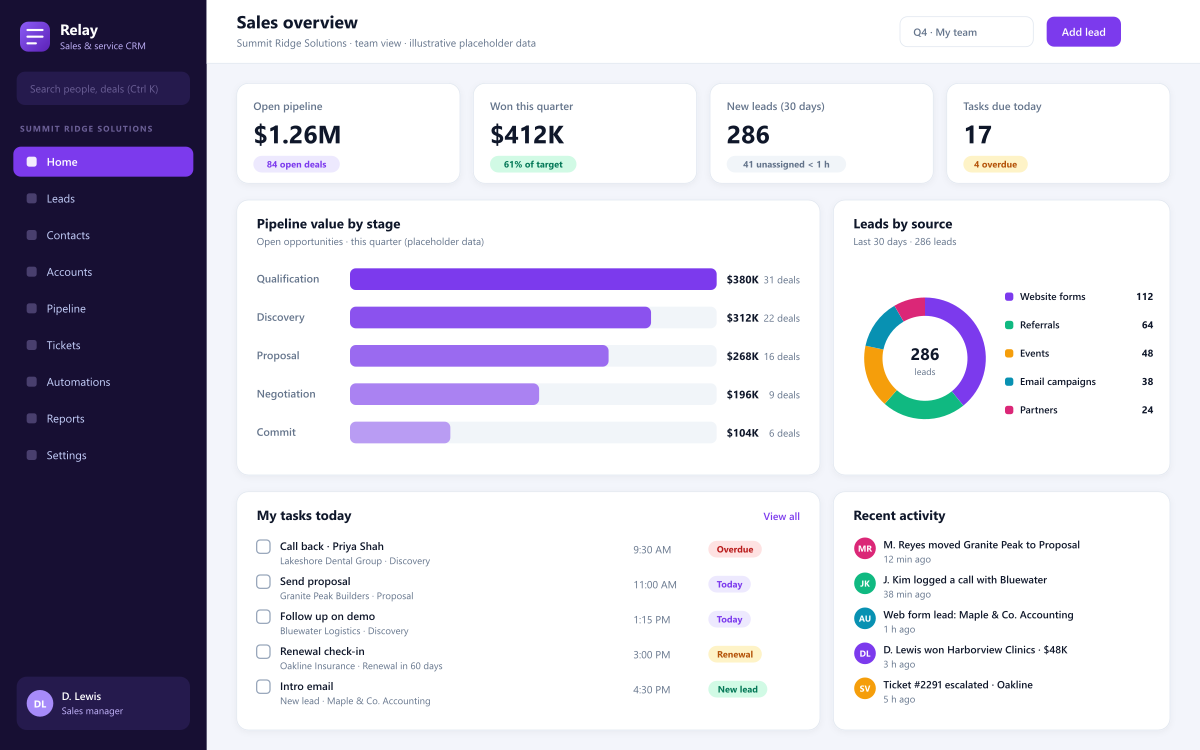 Relay
Sales & service CRM
Search people, deals (Ctrl K)
SUMMIT RIDGE SOLUTIONS
Home
Leads
Contacts
Accounts
Pipeline
Tickets
Automations
Reports
Settings
DL
D. Lewis
Sales manager
Sales overview
Summit Ridge Solutions · team view · illustrative placeholder data
Q4 · My team
Add lead
Open pipeline
$1.26M
84 open deals
Won this quarter
$412K
61% of target
New leads (30 days)
286
41 unassigned < 1 h
Tasks due today
17
4 overdue
Pipeline value by stage
Open opportunities · this quarter (placeholder data)
Qualification $380K 31 deals
Discovery $312K 22 deals
Proposal $268K 16 deals
Negotiation $196K 9 deals
Commit $104K 6 deals
Leads by source
Last 30 days · 286 leads
286
leads
Website forms 112
Referrals 64
Events 48
Email campaigns 38
Partners 24
My tasks today View all
Call back · Priya Shah 9:30 AM Overdue
Lakeshore Dental Group · Discovery
Send proposal 11:00 AM Today
Granite Peak Builders · Proposal
Follow up on demo 1:15 PM Today
Bluewater Logistics · Discovery
Renewal check-in 3:00 PM Renewal
Oakline Insurance · Renewal in 60 days
Intro email 4:30 PM New lead
New lead · Maple & Co. Accounting
Recent activity
MR M. Reyes moved Granite Peak to Proposal
12 min ago
JK J. Kim logged a call with Bluewater
38 min ago
AU Web form lead: Maple & Co. Accounting
1 h ago
DL D. Lewis won Harborview Clinics · $48K
3 h ago
SV Ticket #2291 escalated · Oakline
5 h ago